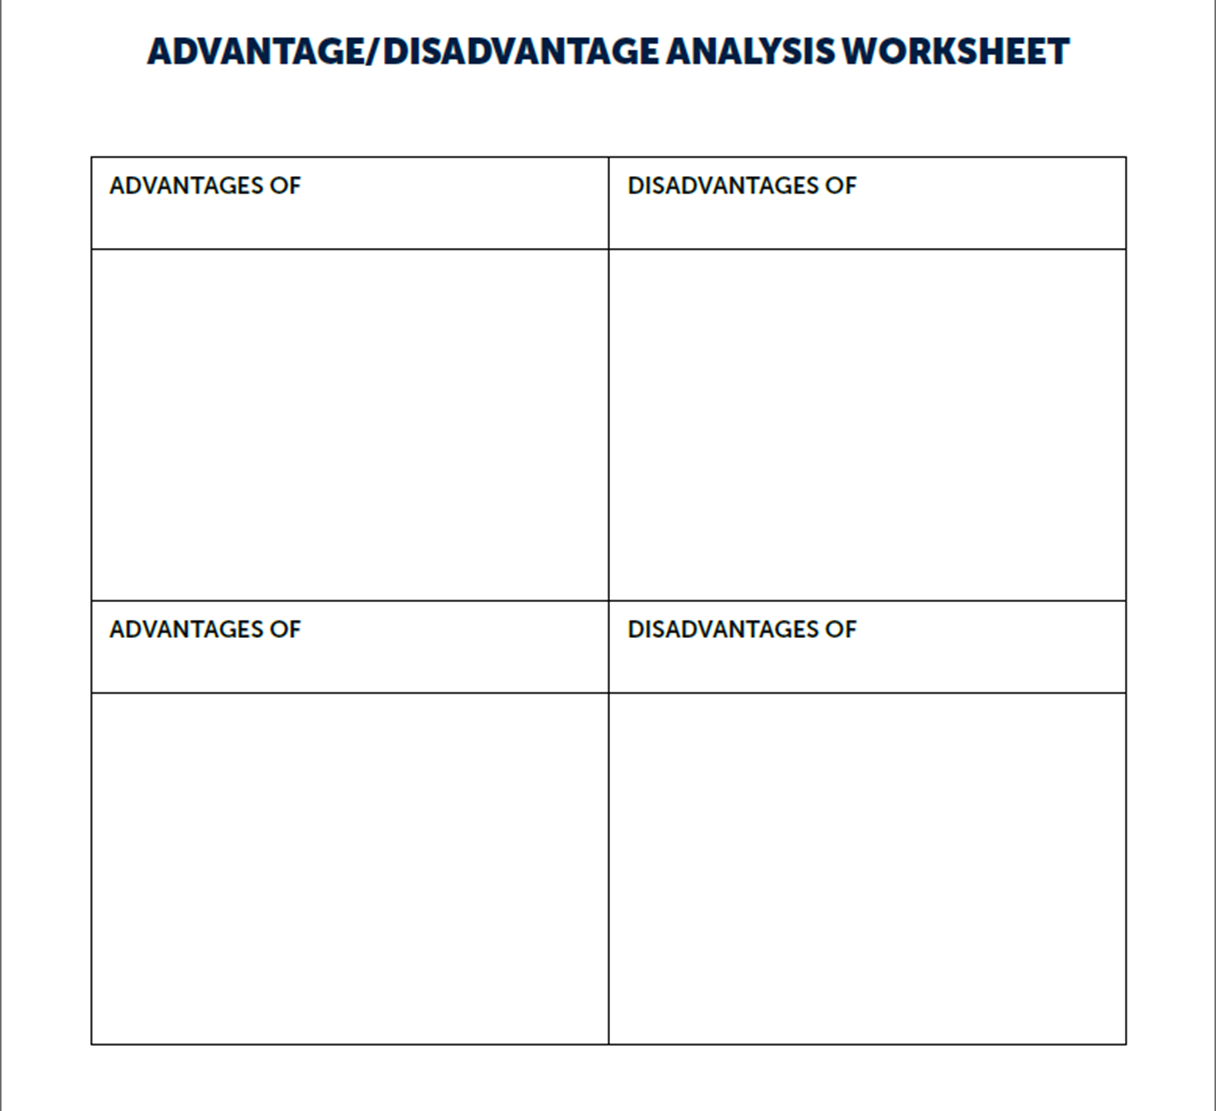 ADVANTAGE/DISADVANTAGE ANALYSIS WORKSHEET
ADVANTAGES OF
DISADVANTAGES OF
ADVANTAGES OF
DISADVANTAGES OF